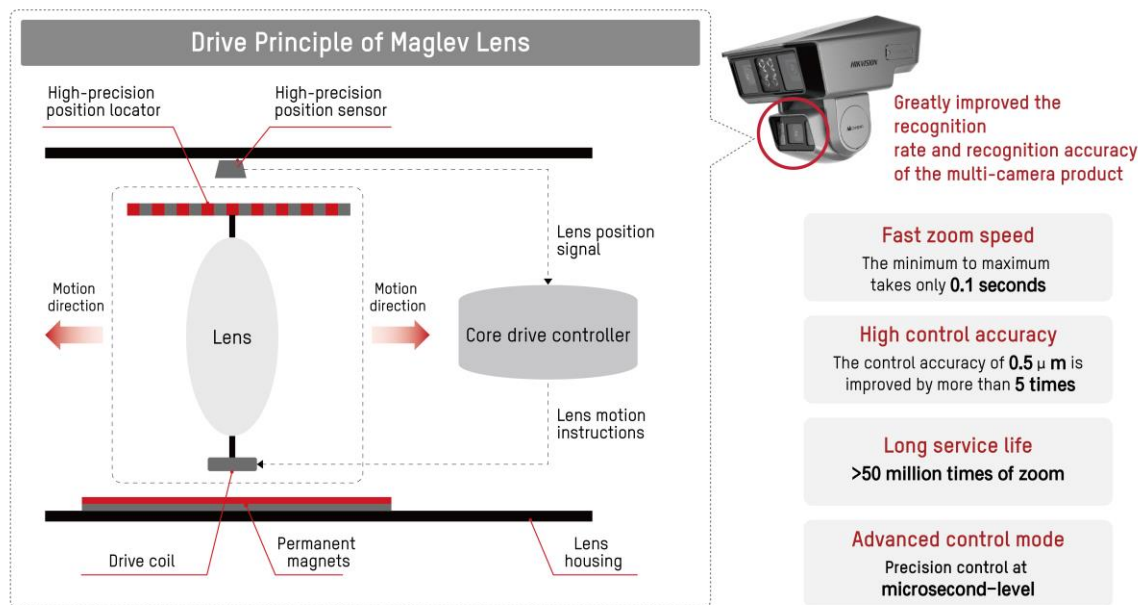 Drive Principle of Maglev Lens
High-precision
position locator
High-precision
position sensor
Lens position
signal
Motion
direction
Motion
direction
Lens
Core drive controller
Lens motion
instructions
Drive coil
Permanent
magnets
Lens
housing
HIKVISION
Greatly improved the
recognition
rate and recognition accuracy
of the multi-camera product
Fast zoom speed
The minimum to maximum
takes only 0.1 seconds
High control accuracy
The control accuracy of 0.5 μ m is
improved by more than 5 times
Long service life
>50 million times of zoom
Advanced control mode
Precision control at
microsecond-level